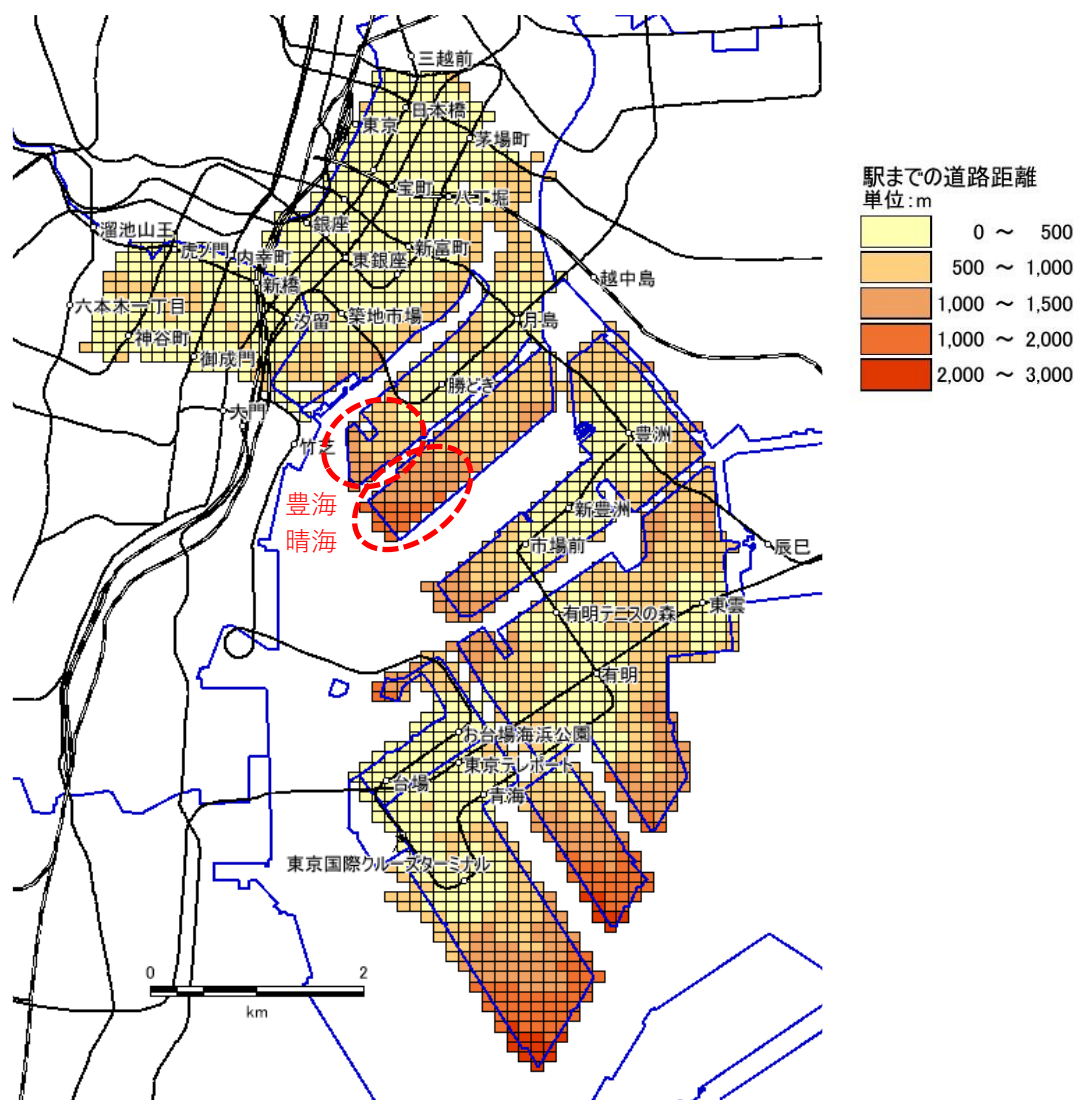 三越前
日本橋
東京
茅場町
宝町
八丁堀
銀座
溜池山王
虎ノ門
内幸町
東銀座
新富町
新橋
越中島
六本木一丁目
汐留
築地市場
月島
神谷町
御成門
勝どき
大門
竹芝
豊洲
豊海
晴海
新豊洲
市場前
辰巳
有明テニスの森
東雲
有明
お台場海浜公園
東京テレポート
台場
青海
東京国際クルーズターミナル
0 2
km
駅までの道路距離
単位:m
0 ～ 500
500 ～ 1,000
1,000 ～ 1,500
1,000 ～ 2,000
2,000 ～ 3,000